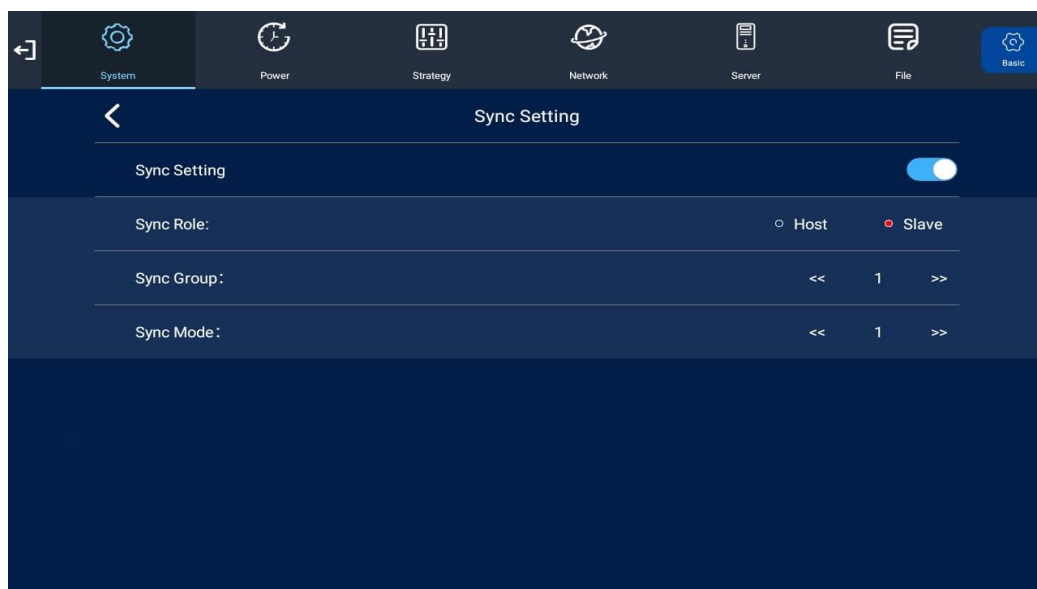 System Power Strategy Network Server File Basic
Sync Setting
Sync Setting
Sync Role: Host Slave
Sync Group: << 1 >>
Sync Mode: << 1 >>